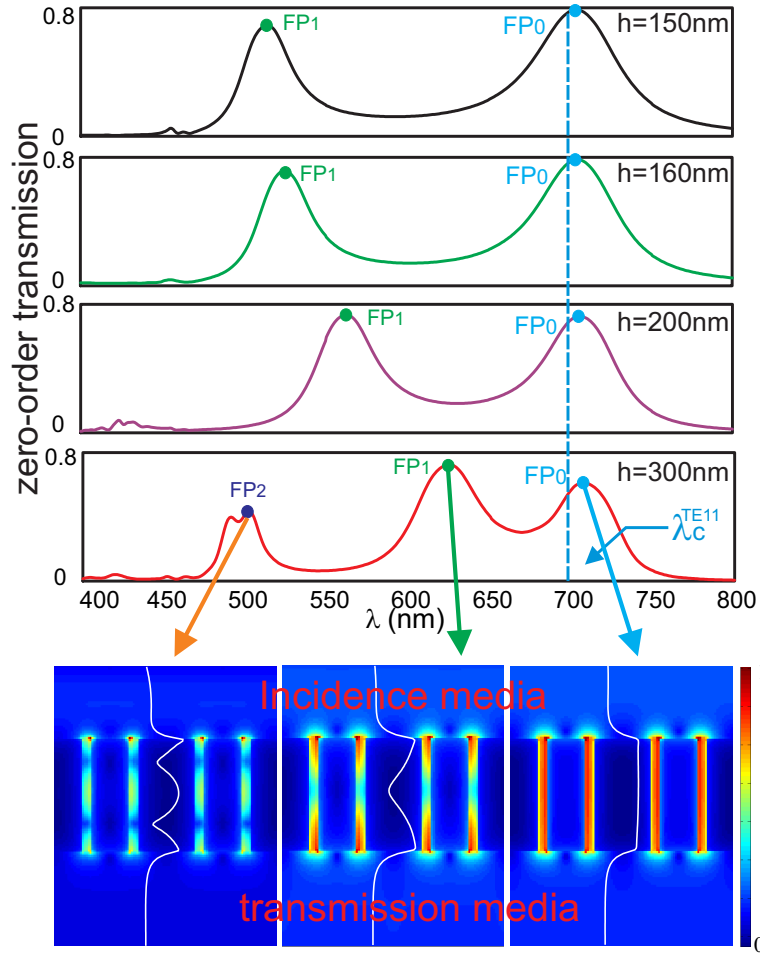 zero-order transmission
0.8
FP1
FP0
h=150nm
0
0.8
FP1
FP0
h=160nm
0
0.8
FP1
FP0
h=200nm
0
0.8
FP2
FP1
FP0
h=300nm
λcTE11
0
400 450 500 550 600 650 700 750 800
λ (nm)
Incidence media
transmission media
0